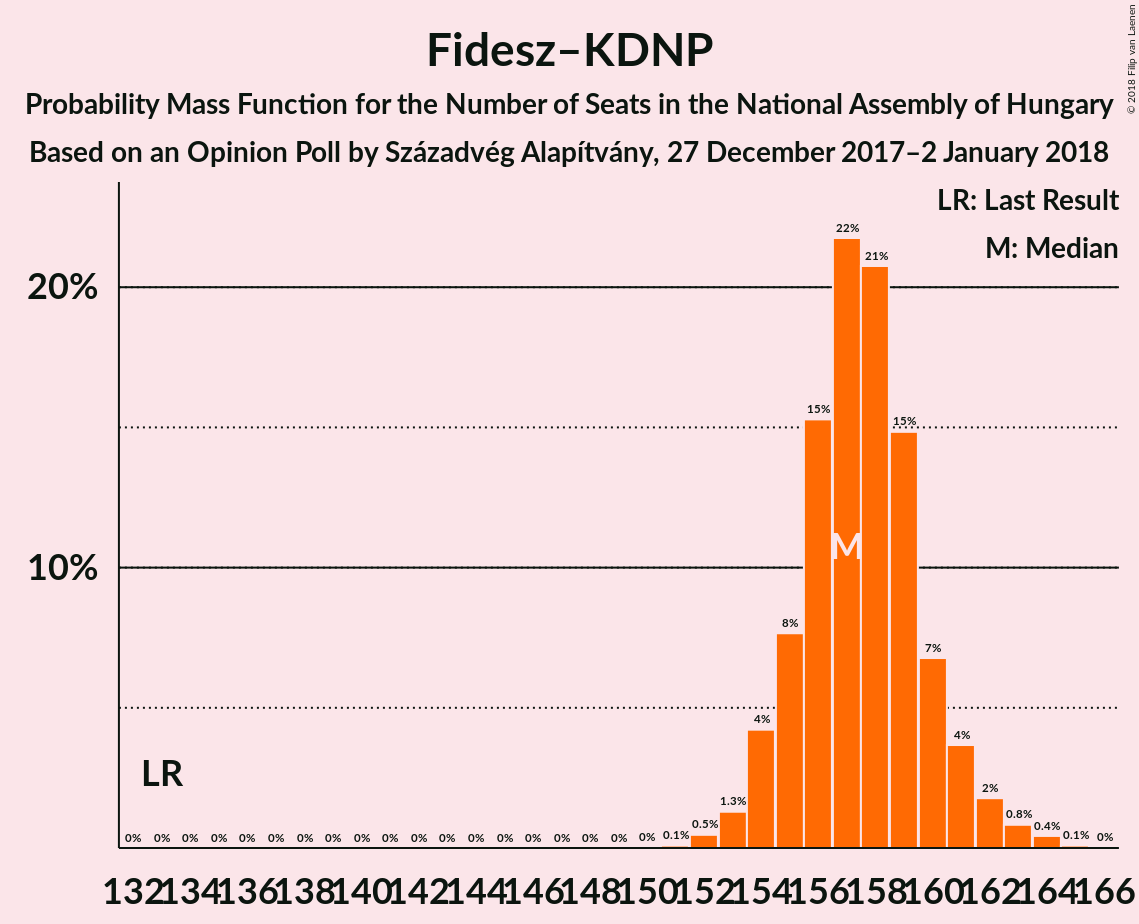 © 2018 Filip van Laenen
Fidesz–KDNP
Probability Mass Function for the Number of Seats in the National Assembly of Hungary
Based on an Opinion Poll by Századvég Alapítvány, 27 December 2017–2 January 2018
LR: Last Result
M: Median
22%
21%
20%
15%
15%
M
10%
8%
7%
4%
4%
LR
2%
1.3%
0.8%
0.5%
0.4%
0% 0% 0% 0% 0% 0% 0% 0% 0% 0% 0% 0% 0% 0% 0% 0% 0% 0% 0% 0.1% 0.1% 0%
132 134 136 138 140 142 144 146 148 150 152 154 156 158 160 162 164 166